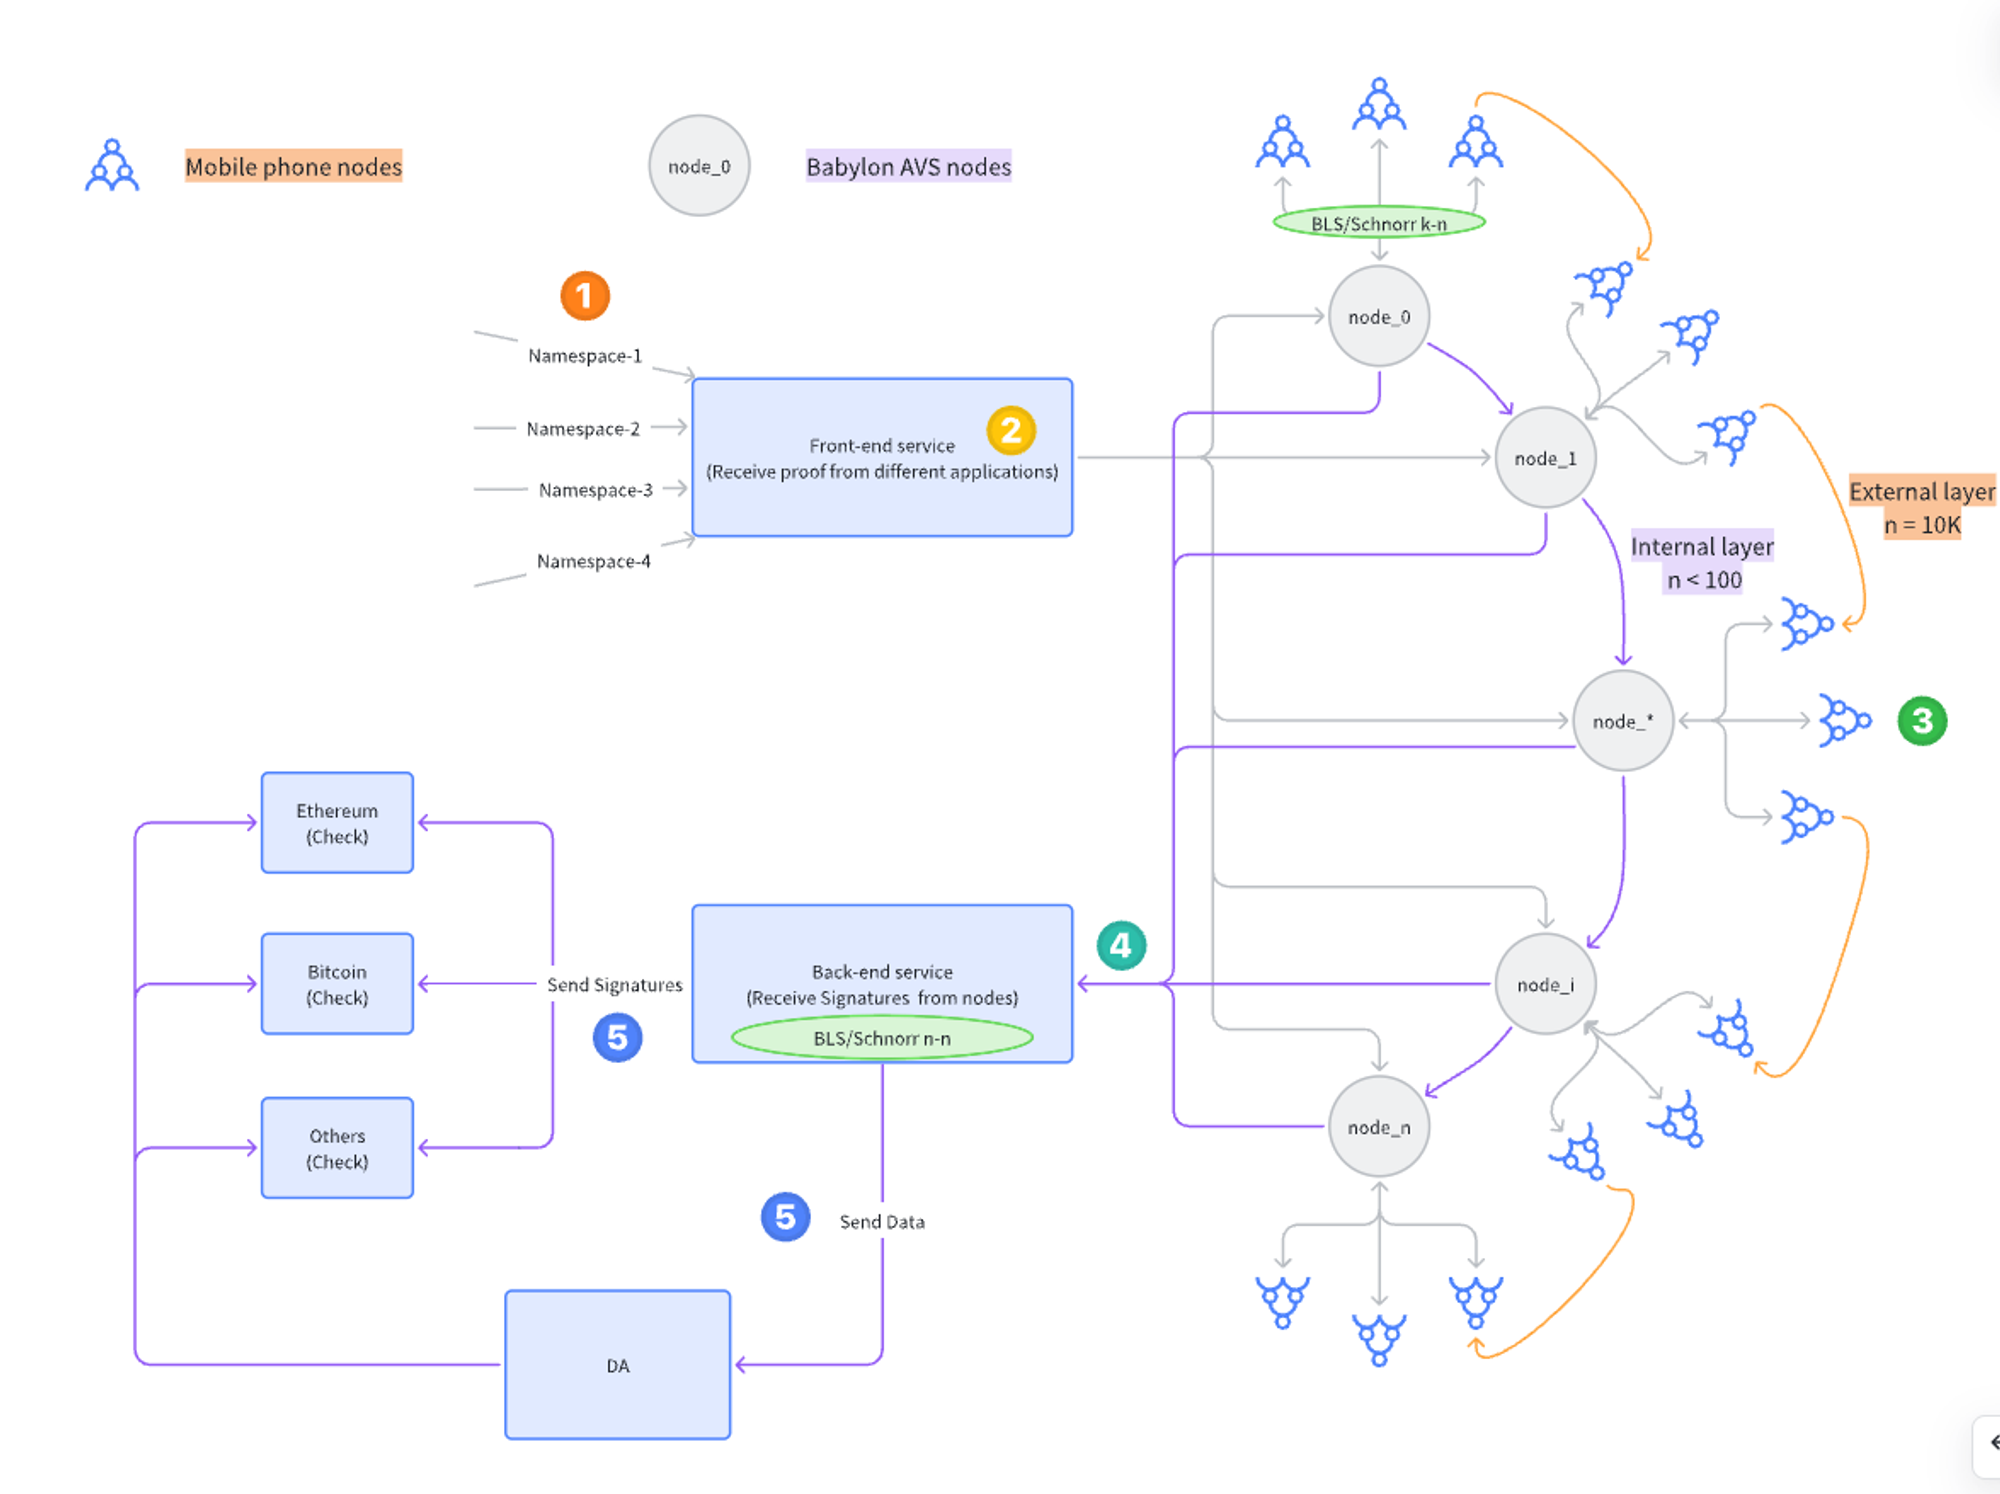 Mobile phone nodes
node_0
Babylon AVS nodes
BLS/Schnorr k-n
node_0
1
Namespace-1
Namespace-2
Namespace-3
Namespace-4
2
Front-end service
(Receive proof from different applications)
node_1
External layer
n = 10K
Internal layer
n < 100
node_*
3
Ethereum
(Check)
Bitcoin
(Check)
Others
(Check)
Send Signatures
5
Back-end service
(Receive Signatures from nodes)
BLS/Schnorr n-n
4
node_i
node_n
5
Send Data
DA